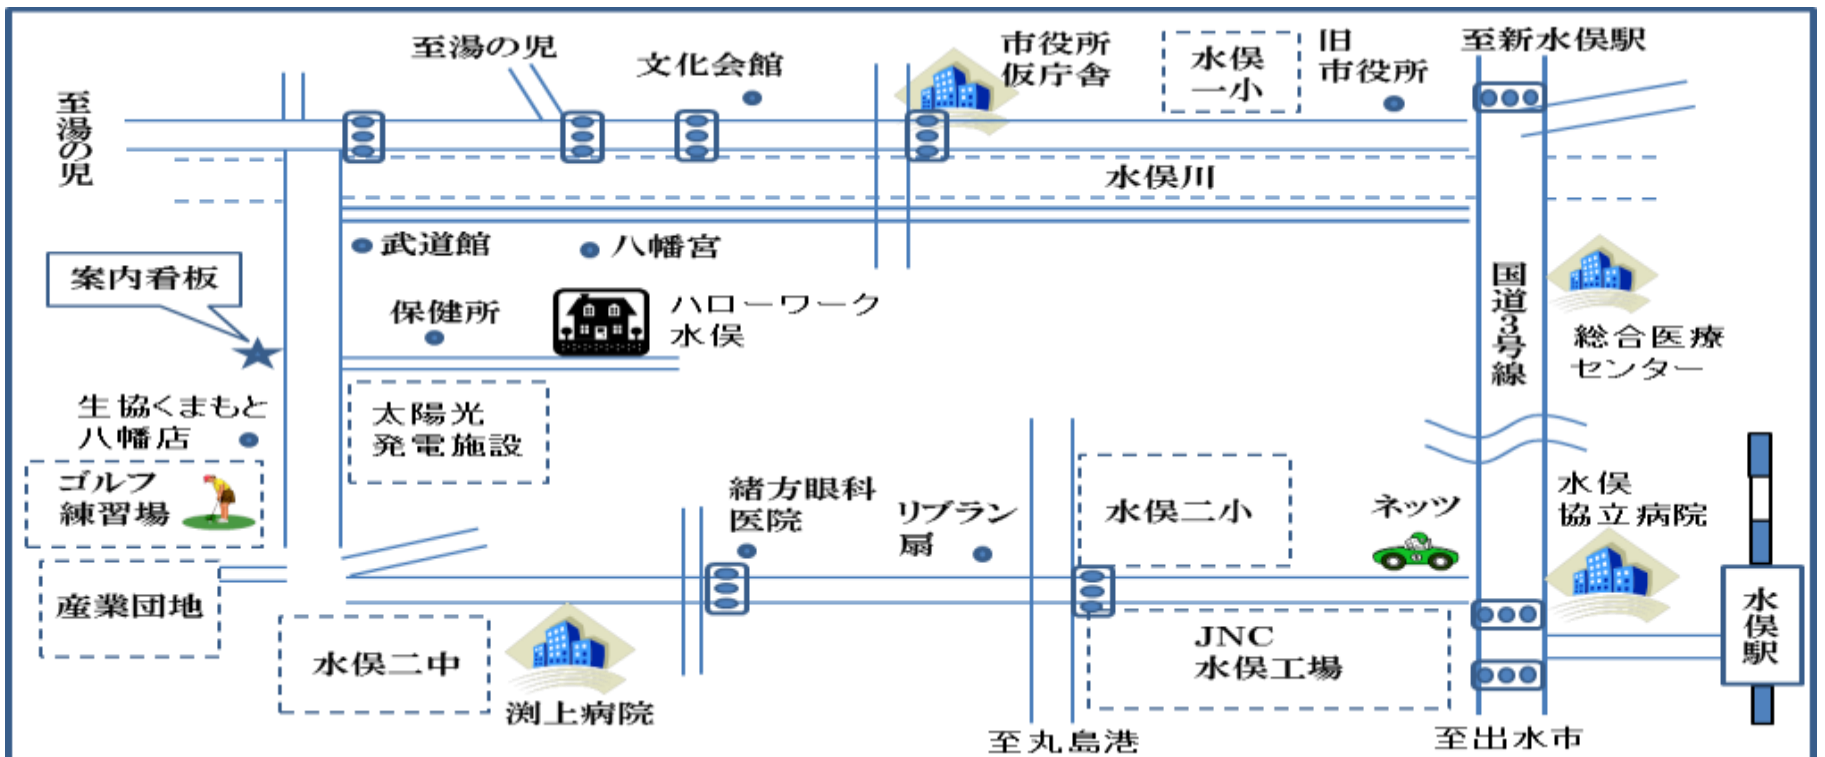 至湯の児
文化会館
市役所
仮庁舎
水俣
一小
旧
市役所
至新水俣駅
至湯の児
水俣川
武道館
八幡宮
案内看板
保健所
ハローワーク
水俣
国道3号線
総合医療
センター
生協くまもと
八幡店
太陽光
発電施設
ゴルフ
練習場
緒方眼科
医院
リブラン
扇
水俣二小
ネッツ
水俣
協立病院
産業団地
水俣二中
渕上病院
JNC
水俣工場
水俣駅
至丸島港
至出水市